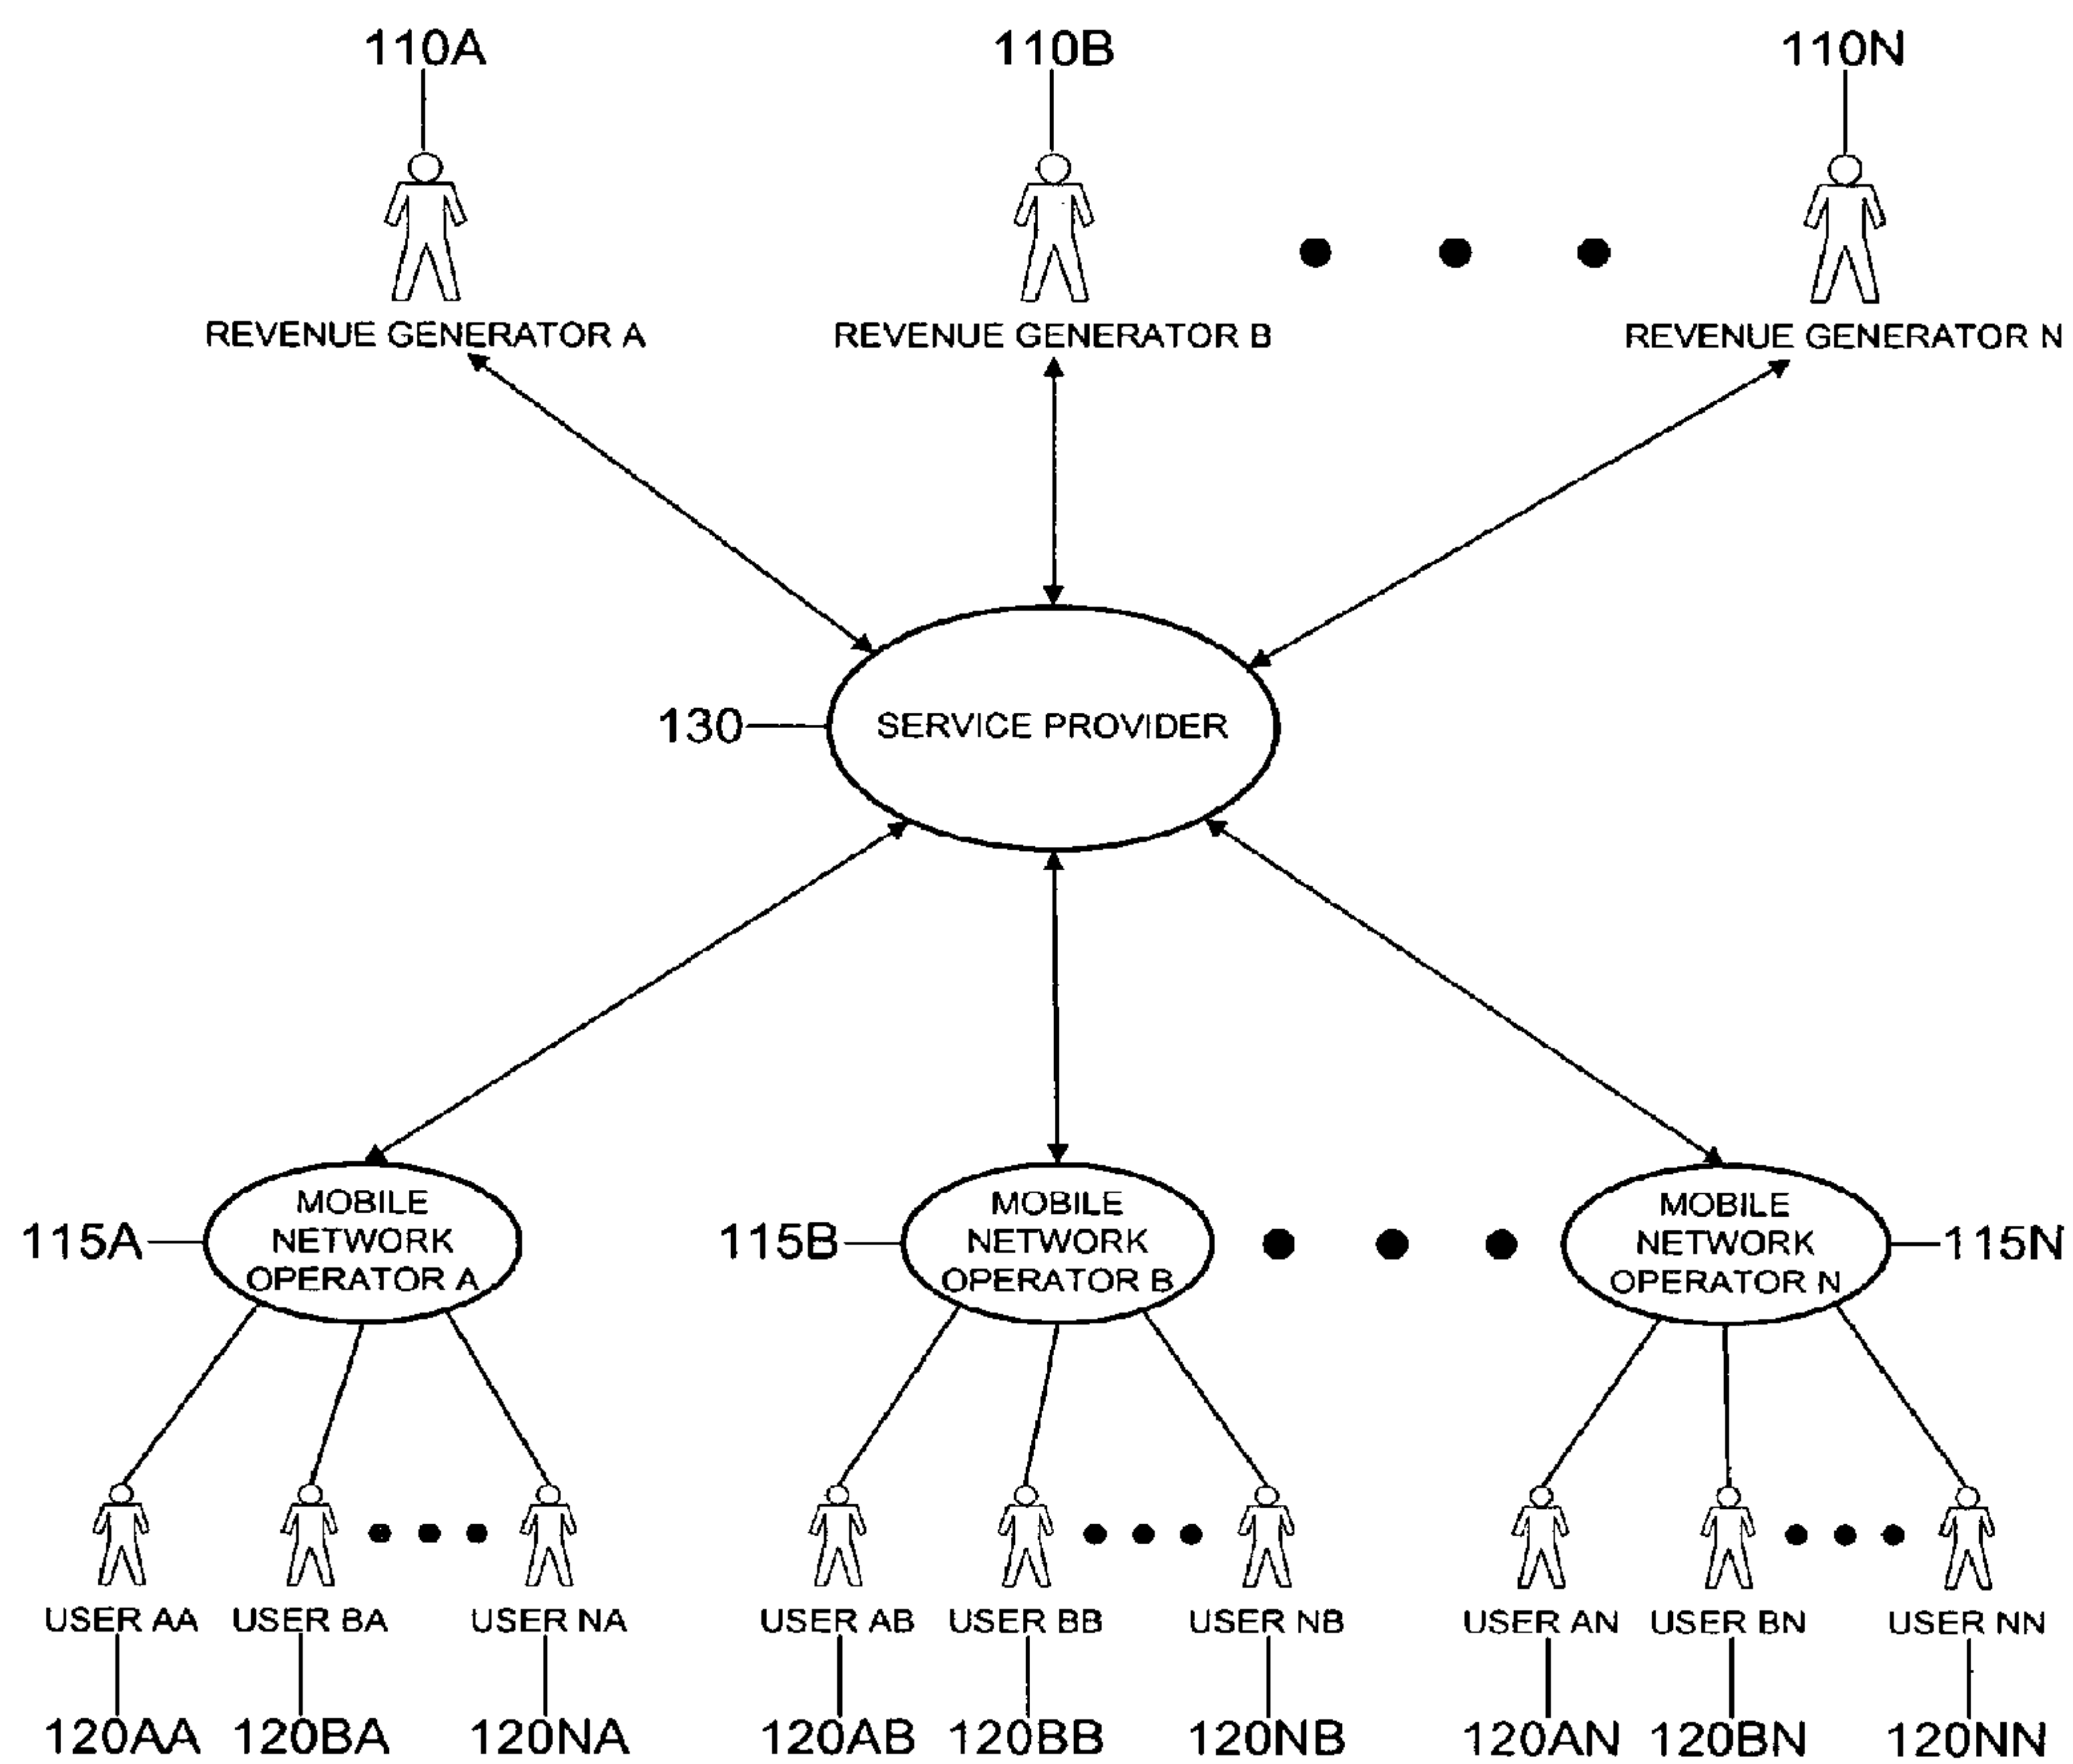 110A 110B 110N
REVENUE GENERATOR A REVENUE GENERATOR B REVENUE GENERATOR N
130 SERVICE PROVIDER
115A MOBILE NETWORK OPERATOR A
115B MOBILE NETWORK OPERATOR B
MOBILE NETWORK OPERATOR N 115N
USER AA USER BA USER NA USER AB USER BB USER NB USER AN USER BN USER NN
120AA 120BA 120NA 120AB 120BB 120NB 120AN 120BN 120NN